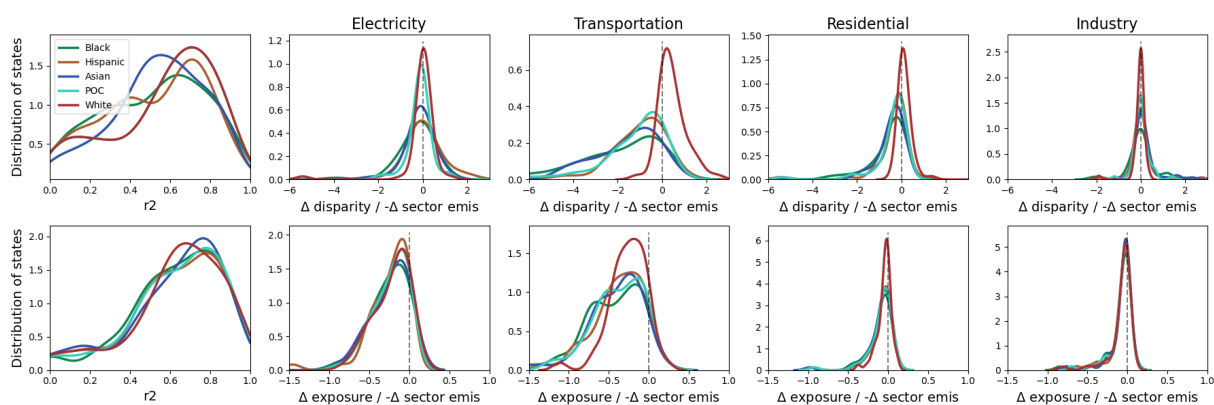 Electricity
Transportation
Residential
Industry
Distribution of states
1.5
1.0
0.5
Black
Hispanic
Asian
POC
White
0.0 0.2 0.4 0.6 0.8 1.0
r2
1.2
1.0
0.8
0.6
0.4
0.2
0.0
−6 −4 −2 0 2
Δ disparity / -Δ sector emis
0.6
0.4
0.2
0.0
−6 −4 −2 0 2
Δ disparity / -Δ sector emis
1.50
1.25
1.00
0.75
0.50
0.25
0.00
−6 −4 −2 0 2
Δ disparity / -Δ sector emis
2.5
2.0
1.5
1.0
0.5
0.0
−6 −4 −2 0 2
Δ disparity / -Δ sector emis
Distribution of states
2.0
1.5
1.0
0.5
0.0
0.0 0.2 0.4 0.6 0.8 1.0
r2
2.0
1.5
1.0
0.5
0.0
−1.5 −1.0 −0.5 0.0 0.5 1.0
Δ exposure / -Δ sector emis
1.5
1.0
0.5
0.0
−1.5 −1.0 −0.5 0.0 0.5 1.0
Δ exposure / -Δ sector emis
6
5
4
3
2
1
0
−1.5 −1.0 −0.5 0.0 0.5 1.0
Δ exposure / -Δ sector emis
5
4
3
2
1
0
−1.5 −1.0 −0.5 0.0 0.5 1.0
Δ exposure / -Δ sector emis